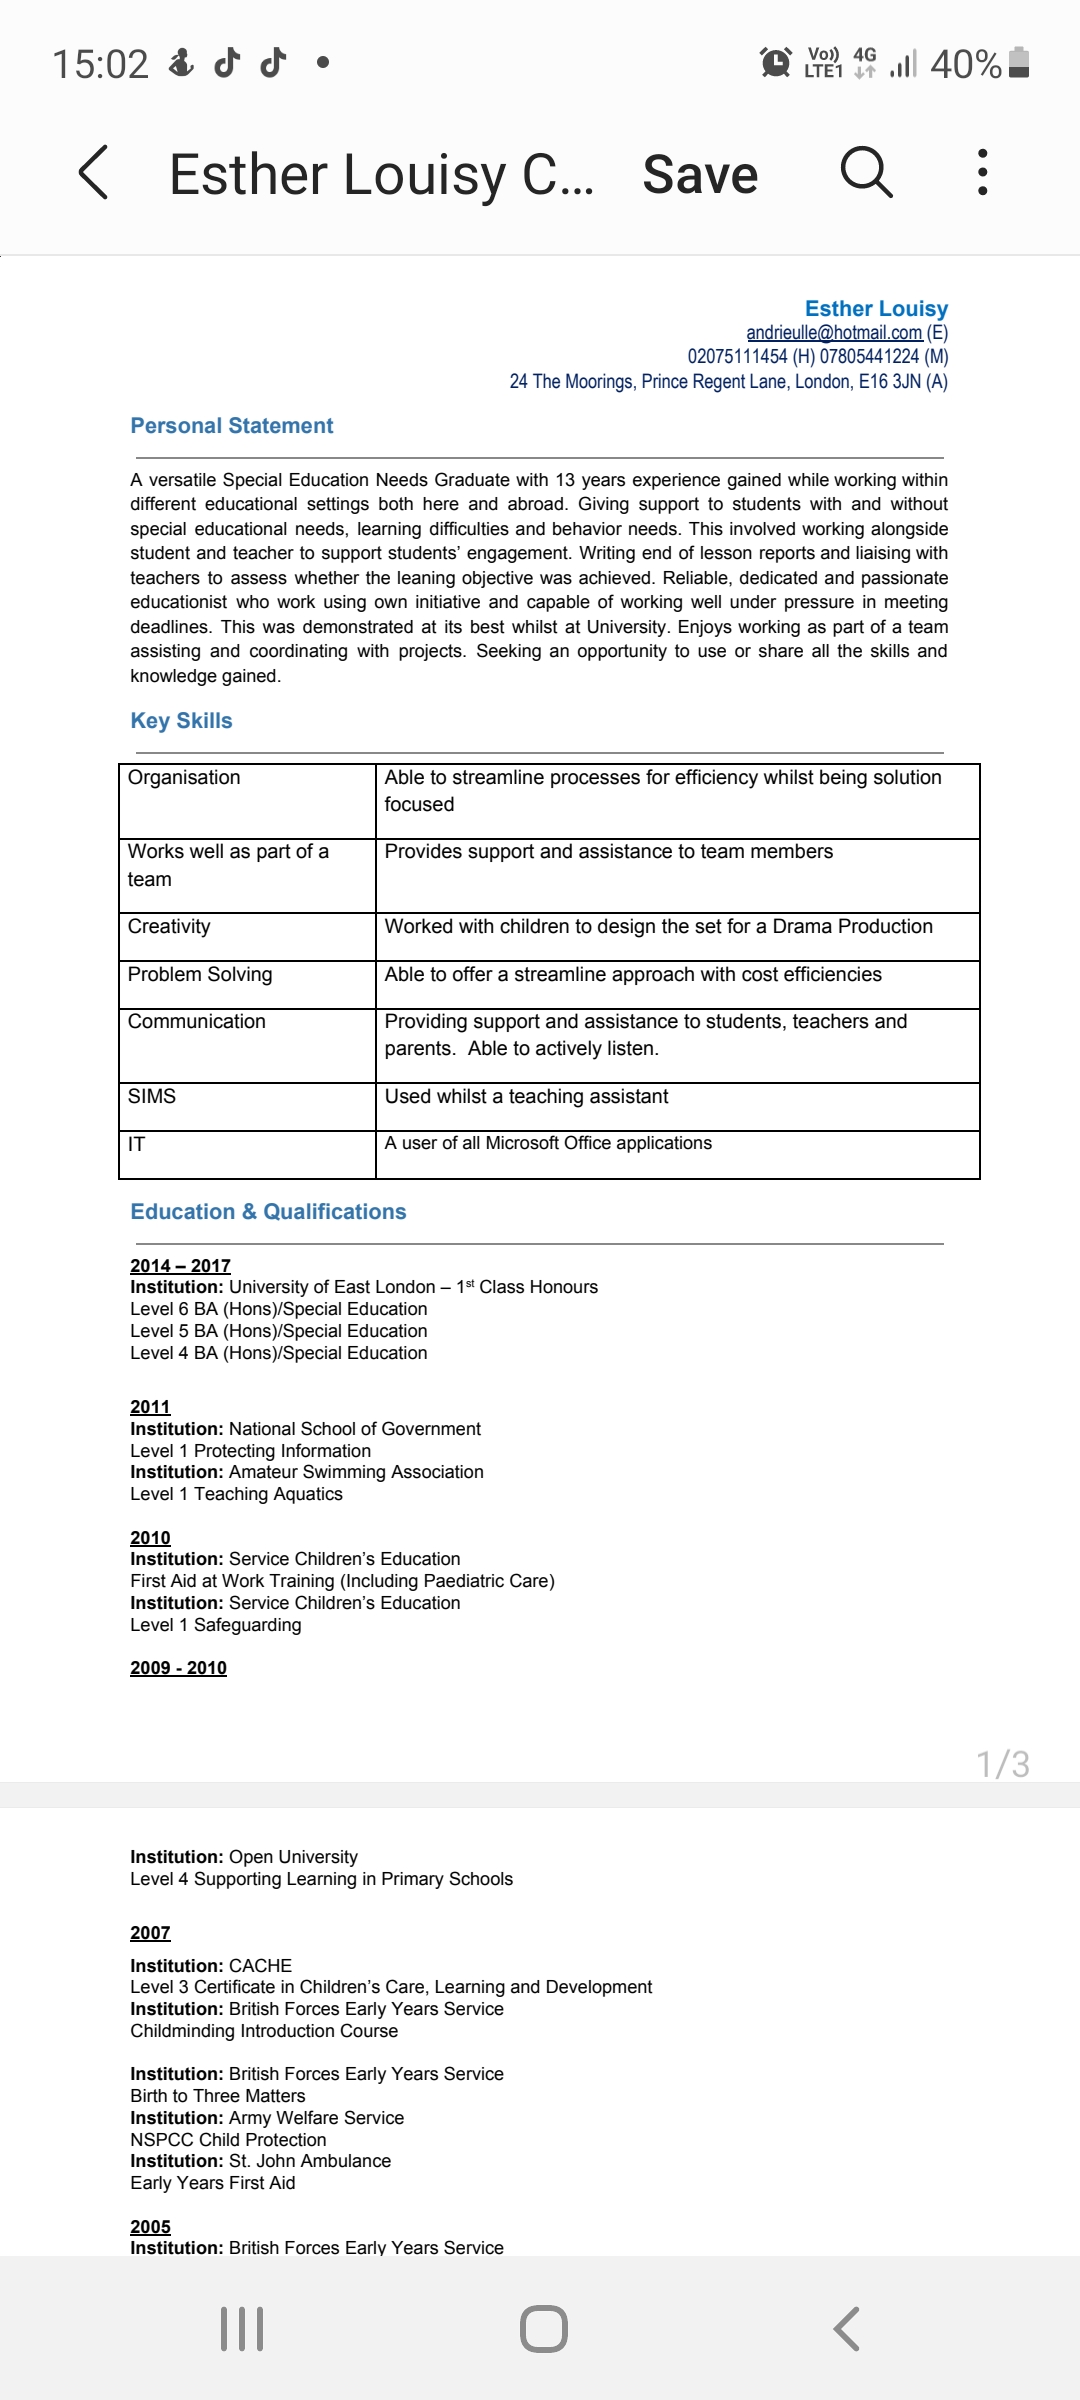 15:02
Vo)) 4G
LTE1
40%
Esther Louisy C... Save
Esther Louisy
andrieulle@hotmail.com (E)
02075111454 (H) 07805441224 (M)
24 The Moorings, Prince Regent Lane, London, E16 3JN (A)
Personal Statement
A versatile Special Education Needs Graduate with 13 years experience gained while working within
different educational settings both here and abroad. Giving support to students with and without
special educational needs, learning difficulties and behavior needs. This involved working alongside
student and teacher to support students’ engagement. Writing end of lesson reports and liaising with
teachers to assess whether the leaning objective was achieved. Reliable, dedicated and passionate
educationist who work using own initiative and capable of working well under pressure in meeting
deadlines. This was demonstrated at its best whilst at University. Enjoys working as part of a team
assisting and coordinating with projects. Seeking an opportunity to use or share all the skills and
knowledge gained.
Key Skills
Organisation
Able to streamline processes for efficiency whilst being solution
focused
Works well as part of a
team
Provides support and assistance to team members
Creativity
Worked with children to design the set for a Drama Production
Problem Solving
Able to offer a streamline approach with cost efficiencies
Communication
Providing support and assistance to students, teachers and
parents. Able to actively listen.
SIMS
Used whilst a teaching assistant
IT
A user of all Microsoft Office applications
Education & Qualifications
2014 – 2017
Institution: University of East London – 1st Class Honours
Level 6 BA (Hons)/Special Education
Level 5 BA (Hons)/Special Education
Level 4 BA (Hons)/Special Education
2011
Institution: National School of Government
Level 1 Protecting Information
Institution: Amateur Swimming Association
Level 1 Teaching Aquatics
2010
Institution: Service Children’s Education
First Aid at Work Training (Including Paediatric Care)
Institution: Service Children’s Education
Level 1 Safeguarding
2009 - 2010
1/3
Institution: Open University
Level 4 Supporting Learning in Primary Schools
2007
Institution: CACHE
Level 3 Certificate in Children’s Care, Learning and Development
Institution: British Forces Early Years Service
Childminding Introduction Course
Institution: British Forces Early Years Service
Birth to Three Matters
Institution: Army Welfare Service
NSPCC Child Protection
Institution: St. John Ambulance
Early Years First Aid
2005
Institution: British Forces Early Years Service